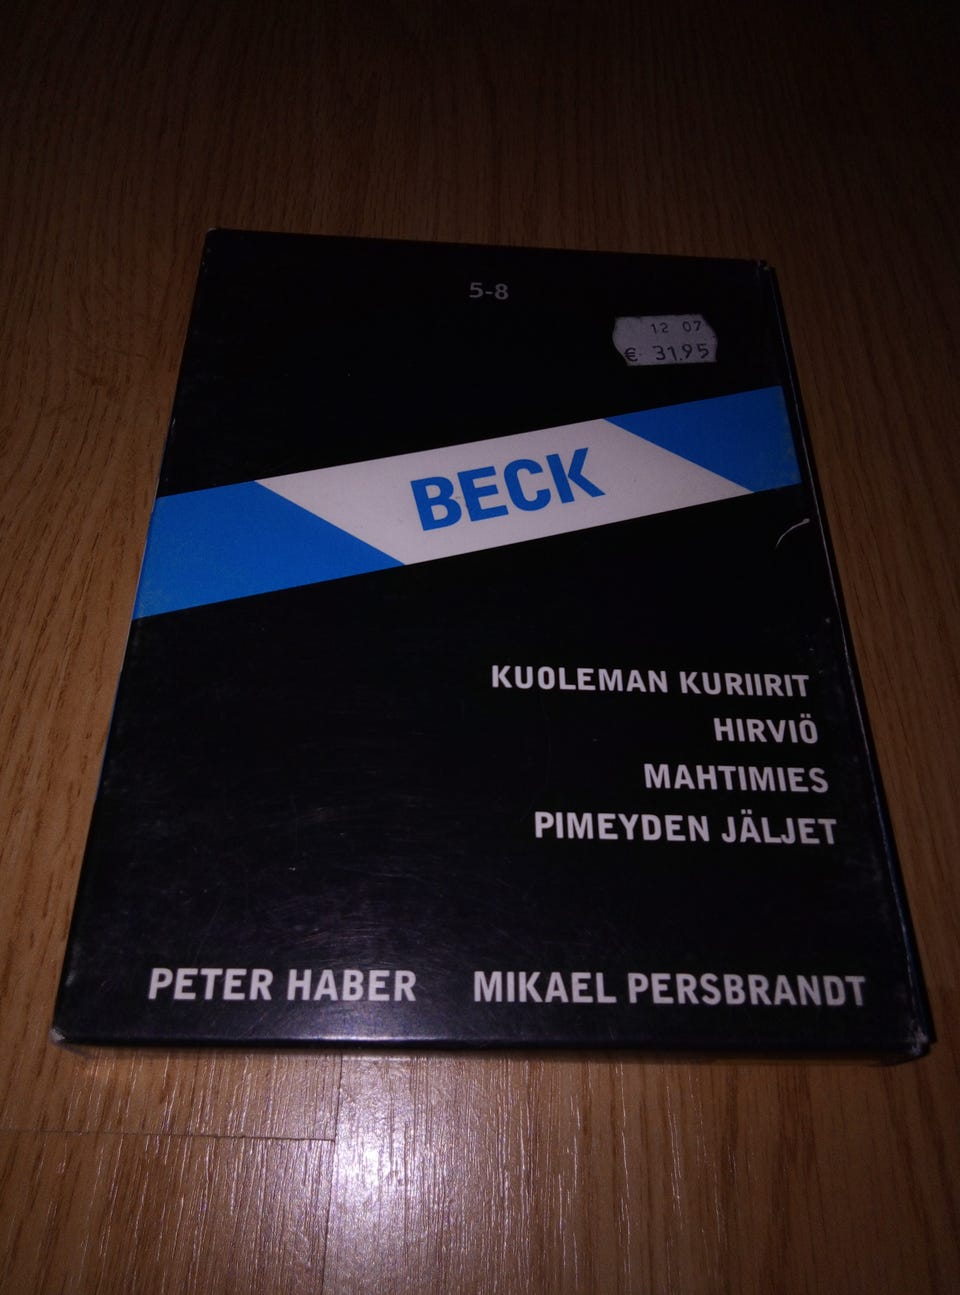 5-8
12 07
€ 31.95
BECK
KUOLEMAN KURIIRIT
HIRVIÖ
MAHTIMIES
PIMEYDEN JÄLJET
PETER HABER MIKAEL PERSBRANDT